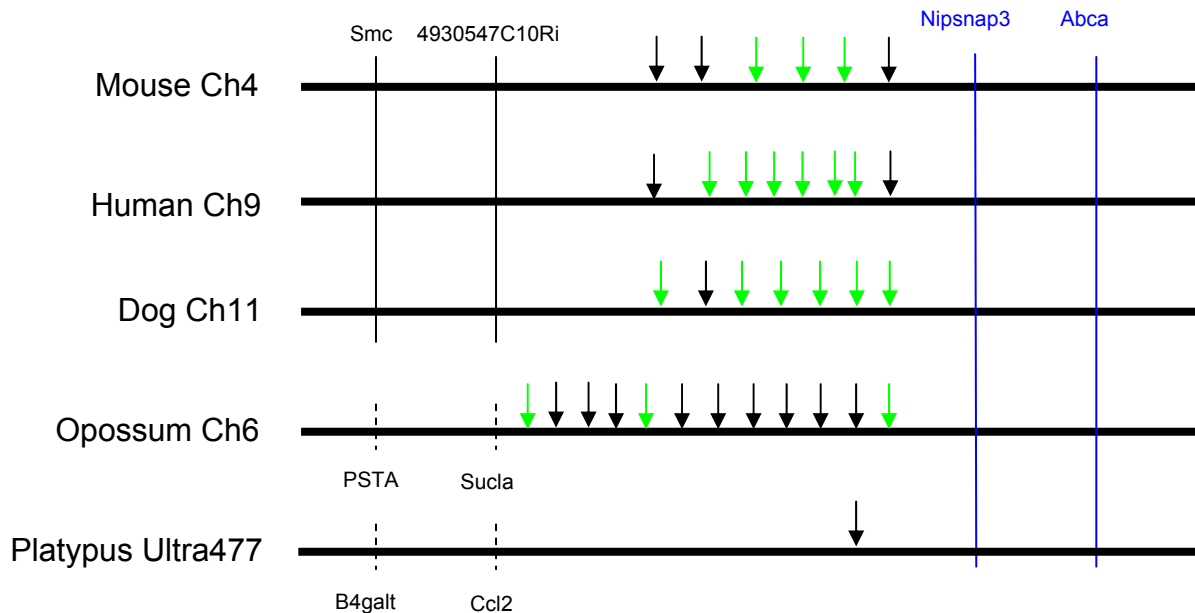 Nipsnap3 Abca
Smc 4930547C10Ri
Mouse Ch4
Human Ch9
Dog Ch11
Opossum Ch6
PSTA Sucla
Platypus Ultra477
B4galt Ccl2